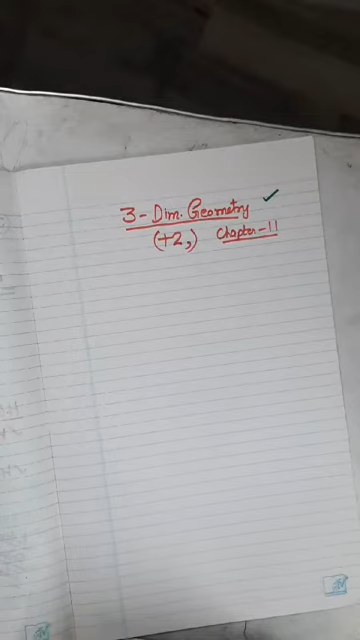 3- Dim. Geometry ✓
(+2,) Chapter-11